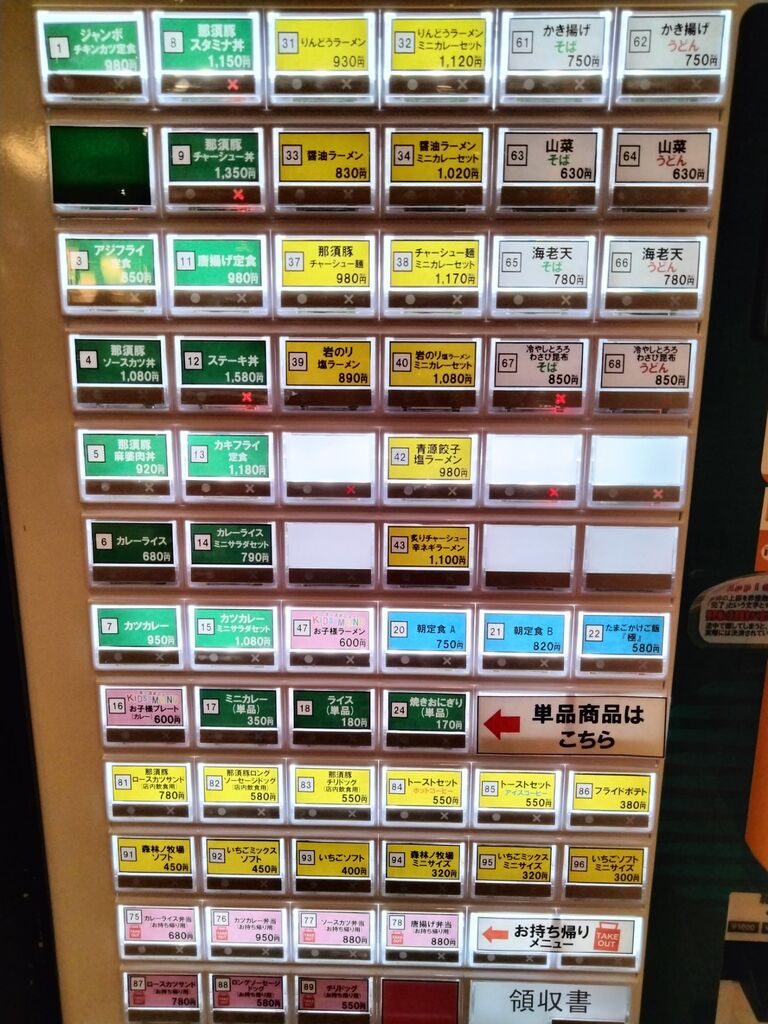 1 ジャンボ
チキンカツ定食
980円
8 那須豚
スタミナ丼
1,150円
31 りんどうラーメン
930円
32 りんどうラーメン
ミニカレーセット
1,120円
61 かき揚げ
そば
750円
62 かき揚げ
うどん
750円
9 那須豚
チャーシュー丼
1,350円
33 醤油ラーメン
830円
34 醤油ラーメン
ミニカレーセット
1,020円
63 山菜
そば
630円
64 山菜
うどん
630円
3 アジフライ
定食
850円
11 唐揚げ定食
980円
37 那須豚
チャーシュー麺
980円
38 チャーシュー麺
ミニカレーセット
1,170円
65 海老天
そば
780円
66 海老天
うどん
780円
4 那須豚
ソースカツ丼
1,080円
12 ステーキ丼
1,580円
39 岩のり
塩ラーメン
890円
40 岩のり塩ラーメン
ミニカレーセット
1,080円
67 冷やしとろろ
わさび昆布
そば
850円
68 冷やしとろろ
わさび昆布
うどん
850円
5 那須豚
麻婆肉丼
920円
13 カキフライ
定食
1,180円
42 青源餃子
塩ラーメン
980円
6 カレーライス
680円
14 カレーライス
ミニサラダセット
790円
43 炙りチャーシュー
辛ネギラーメン
1,100円
7 カツカレー
950円
15 カツカレー
ミニサラダセット
1,080円
47 KIDS MENU
お子様ラーメン
600円
20 朝定食 A
750円
21 朝定食 B
820円
22 たまごかけご飯
『極』
580円
16 KIDS MENU
お子様プレート
(カレー) 600円
17 ミニカレー
(単品)
350円
18 ライス
(単品)
180円
24 焼きおにぎり
(単品)
170円
単品商品は
こちら
81 那須豚
ロースカツサンド
(店内飲食用)
780円
82 那須豚ロング
ソーセージドッグ
(店内飲食用)
580円
83 那須豚
チリドッグ
(店内飲食用)
550円
84 トーストセット
ホットコーヒー
550円
85 トーストセット
アイスコーヒー
550円
86 フライドポテト
380円
91 森林ノ牧場
ソフト
450円
92 いちごミックス
ソフト
450円
93 いちごソフト
400円
94 森林ノ牧場
ミニサイズ
320円
95 いちごミックス
ミニサイズ
320円
96 いちごソフト
ミニサイズ
300円
75 カレーライス弁当
(お持ち帰り用)
680円
76 カツカレー弁当
(お持ち帰り用)
950円
77 ソースカツ弁当
(お持ち帰り用)
880円
78 唐揚げ弁当
(お持ち帰り用)
880円
お持ち帰り
メニュー
TAKE
OUT
87 ロースカツサンド
(お持ち帰り用)
780円
88 ロングソーセージ
ドッグ
(お持ち帰り用)
580円
89 チリドッグ
(お持ち帰り用)
550円
領収書